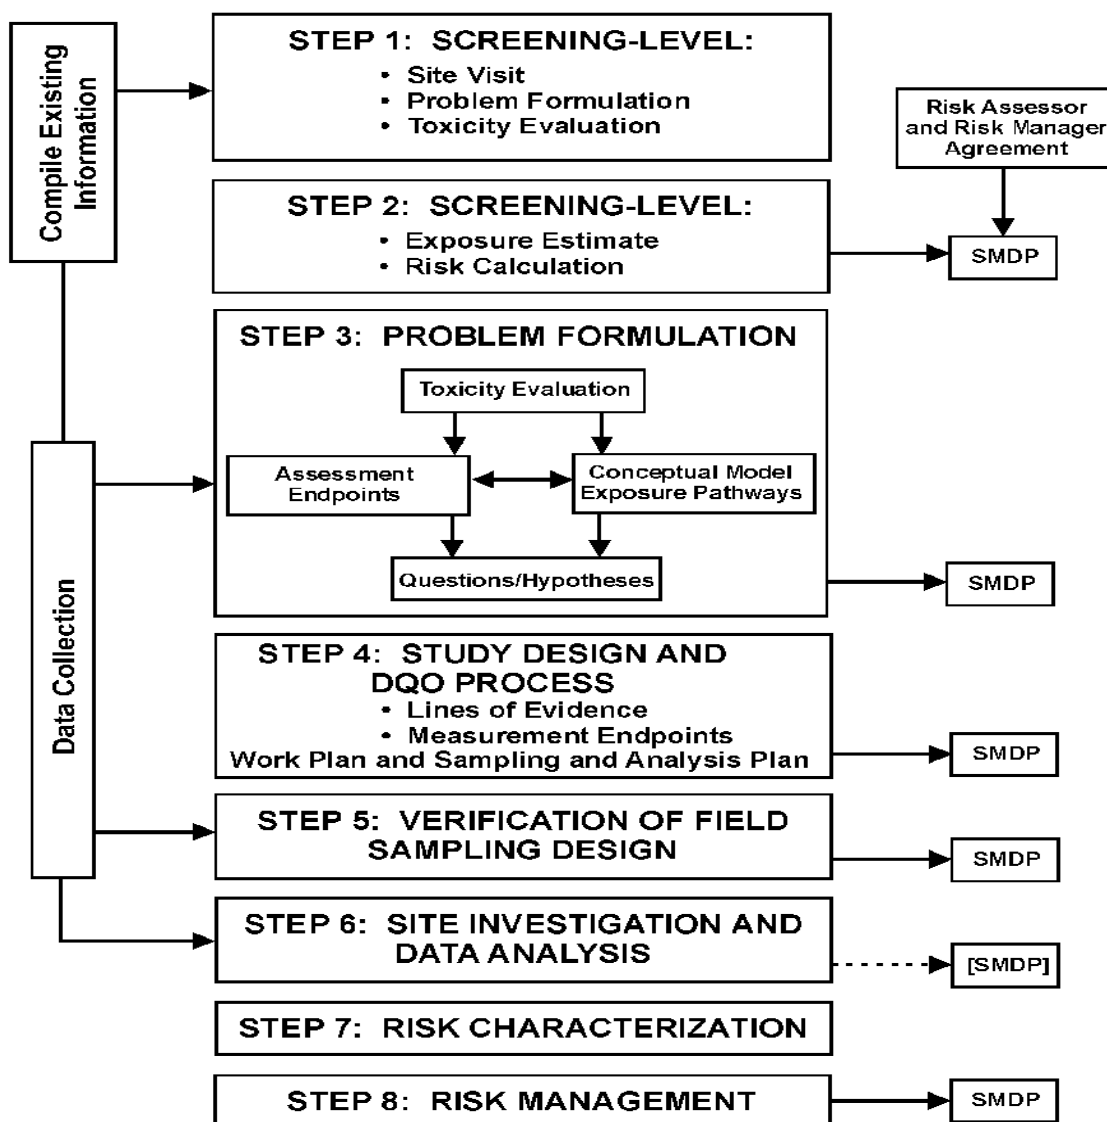 Compile Existing
Information
STEP 1: SCREENING-LEVEL:
• Site Visit
• Problem Formulation
• Toxicity Evaluation
Risk Assessor
and Risk Manager
Agreement
STEP 2: SCREENING-LEVEL:
• Exposure Estimate
• Risk Calculation
SMDP
STEP 3: PROBLEM FORMULATION
Toxicity Evaluation
Assessment
Endpoints
Conceptual Model
Exposure Pathways
Questions/Hypotheses
SMDP
Data Collection
STEP 4: STUDY DESIGN AND
DQO PROCESS
• Lines of Evidence
• Measurement Endpoints
Work Plan and Sampling and Analysis Plan
SMDP
STEP 5: VERIFICATION OF FIELD
SAMPLING DESIGN
SMDP
STEP 6: SITE INVESTIGATION AND
DATA ANALYSIS
[SMDP]
STEP 7: RISK CHARACTERIZATION
STEP 8: RISK MANAGEMENT
SMDP